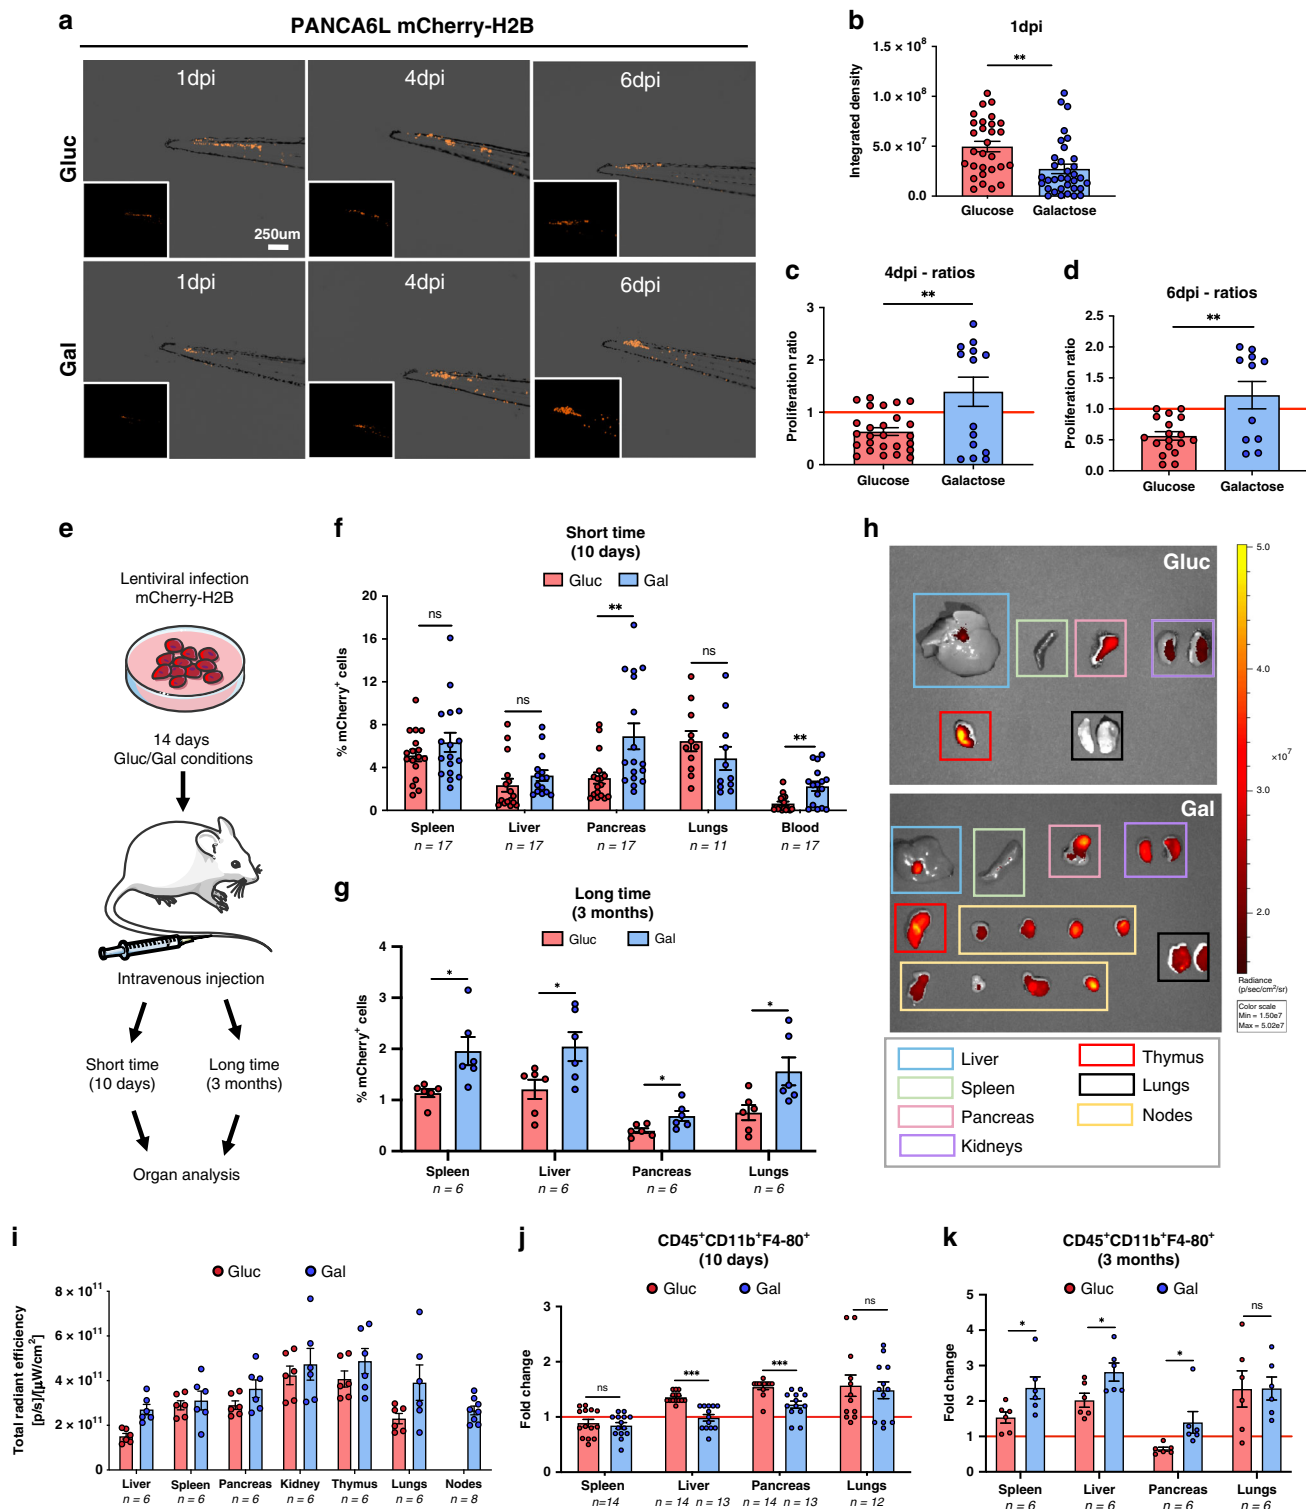 a
PANCA6L mCherry-H2B
1dpi
4dpi
6dpi
Gluc
250um
1dpi
4dpi
6dpi
Gal
b
1dpi
Integrated density
1.5 × 10⁸
1.0 × 10⁸
5.0 × 10⁷
0.0
**
Glucose
Galactose
c
4dpi - ratios
Proliferation ratio
3
2
1
0
**
Glucose
Galactose
d
6dpi - ratios
Proliferation ratio
2.5
2.0
1.5
1.0
0.5
0.0
**
Glucose
Galactose
e
Lentiviral infection
mCherry-H2B
14 days
Gluc/Gal conditions
Intravenous injection
Short time
(10 days)
Long time
(3 months)
Organ analysis
f
Short time
(10 days)
Gluc
Gal
% mCherry⁺ cells
20
16
12
8
4
0
ns
ns
**
ns
**
Spleen
Liver
Pancreas
Lungs
Blood
n = 17
n = 17
n = 17
n = 11
n = 17
g
Long time
(3 months)
Gluc
Gal
% mCherry⁺ cells
4
3
2
1
0
*
*
*
*
Spleen
Liver
Pancreas
Lungs
n = 6
n = 6
n = 6
n = 6
h
Gluc
Gal
5.0
4.0
×10⁷
3.0
2.0
Radiance
(p/sec/cm²/sr)
Color scale
Min = 1.50e7
Max = 5.02e7
Liver
Spleen
Pancreas
Kidneys
Thymus
Lungs
Nodes
i
Gluc
Gal
Total radiant efficiency
[p/s]/[µW/cm²]
8 × 10¹¹
6 × 10¹¹
4 × 10¹¹
2 × 10¹¹
0
Liver
Spleen
Pancreas
Kidney
Thymus
Lungs
Nodes
n = 6
n = 6
n = 6
n = 6
n = 6
n = 6
n = 8
j
CD45⁺CD11b⁺F4-80⁺
(10 days)
Gluc
Gal
Fold change
3
2
1
0
ns
***
***
ns
Spleen
Liver
Pancreas
Lungs
n=14
n = 14
n = 13
n = 14
n = 13
n = 12
k
CD45⁺CD11b⁺F4-80⁺
(3 months)
Gluc
Gal
Fold change
5
4
3
2
1
0
*
*
*
ns
Spleen
Liver
Pancreas
Lungs
n = 6
n = 6
n = 6
n = 6